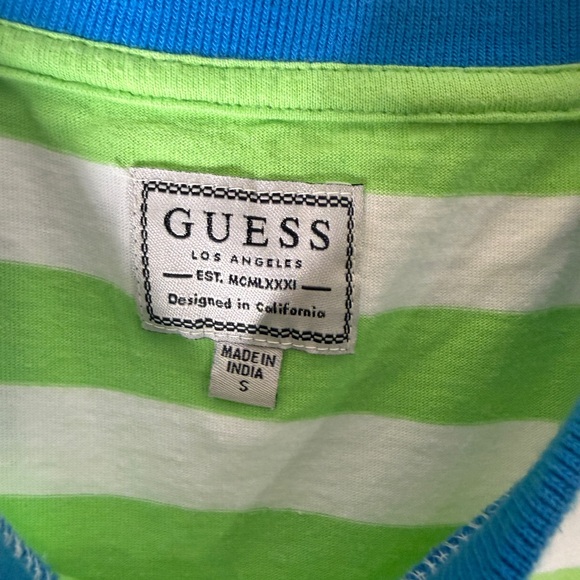 GUESS
LOS ANGELES
EST. MCMLXXXI
Designed in California
MADE IN
INDIA
S